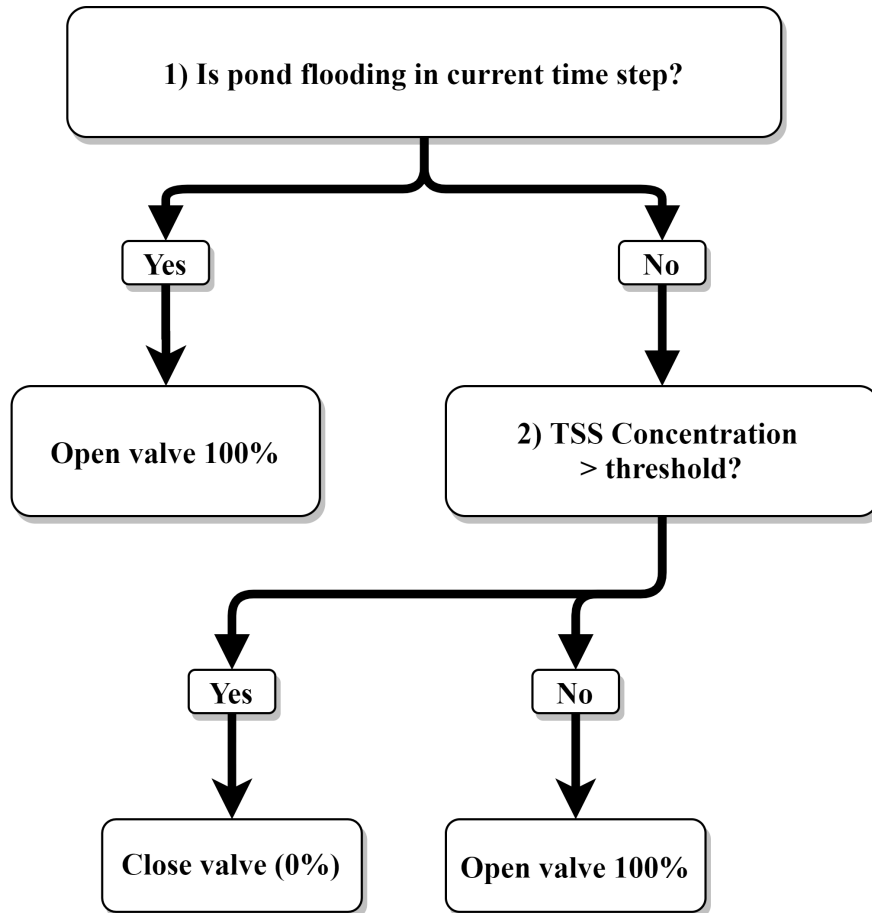 1) Is pond flooding in current time step?
Yes
No
Open valve 100%
2) TSS Concentration
> threshold?
Yes
No
Close valve (0%)
Open valve 100%